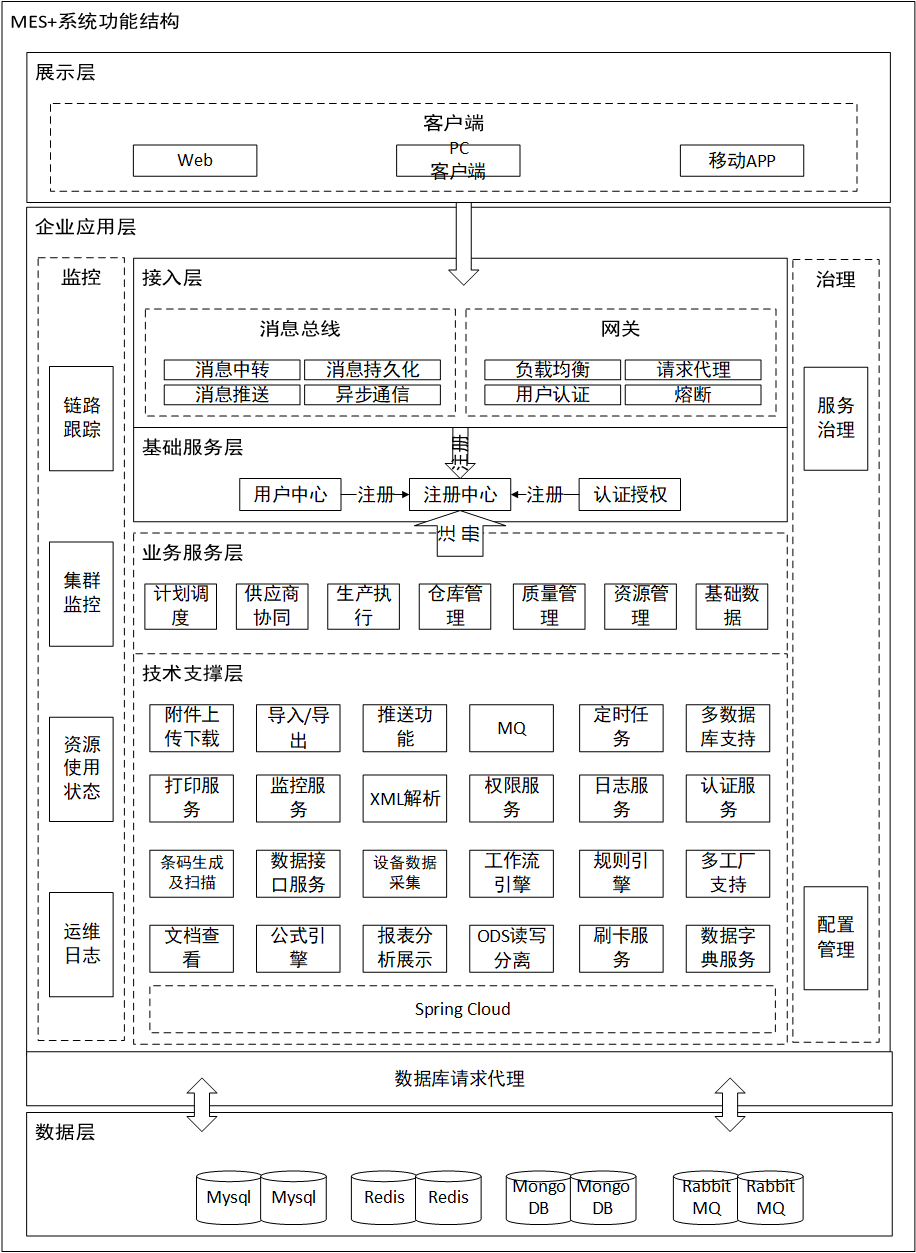 MES+系统功能结构
展示层
客户端
Web
PC
客户端
移动APP
企业应用层
监控
链路
跟踪
集群
监控
资源
使用
状态
运维
日志
接入层
消息总线
消息中转
消息持久化
消息推送
异步通信
网关
负载均衡
请求代理
用户认证
熔断
注册
基础服务层
用户中心
注册
注册中心
注册
认证授权
注册
业务服务层
计划调
度
供应商
协同
生产执
行
仓库管
理
质量管
理
资源管
理
基础数
据
技术支撑层
附件上
传下载
导入/导
出
推送功
能
MQ
定时任
务
多数据
库支持
打印服
务
监控服
务
XML解析
权限服
务
日志服
务
认证服
务
条码生成
及扫描
数据接
口服务
设备数据
采集
工作流
引擎
规则引
擎
多工厂
支持
文档查
看
公式引
擎
报表分
析展示
ODS读写
分离
刷卡服
务
数据字
典服务
Spring Cloud
治理
服务
治理
配置
管理
数据库请求代理
数据层
Mysql
Mysql
Redis
Redis
Mongo
DB
Mongo
DB
Rabbit
MQ
Rabbit
MQ